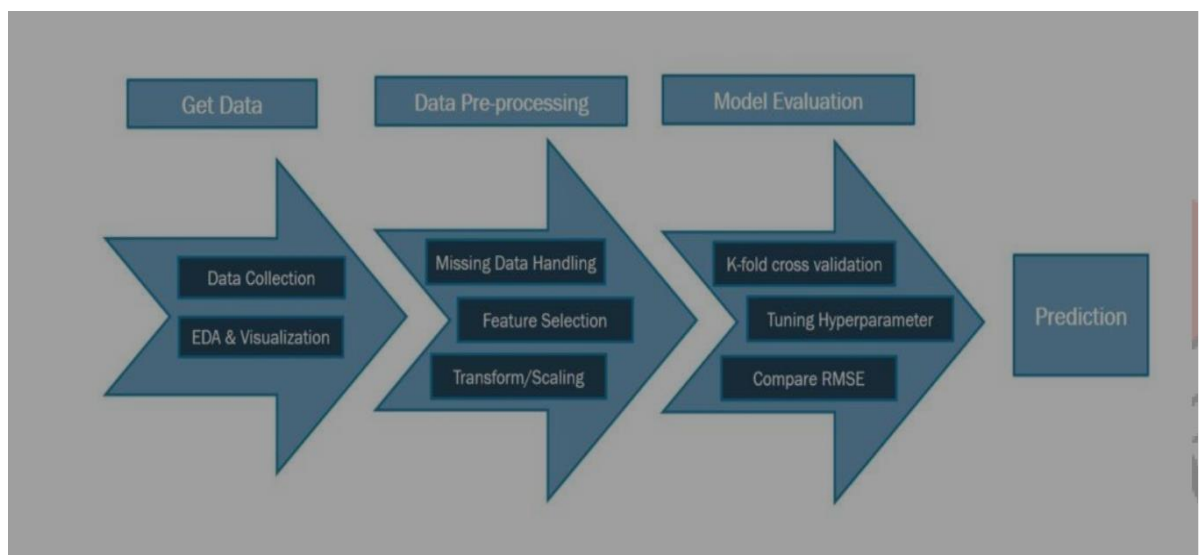 Get Data
Data Pre-processing
Model Evaluation
Data Collection
EDA & Visualization
Missing Data Handling
Feature Selection
Transform/Scaling
K-fold cross validation
Tuning Hyperparameter
Compare RMSE
Prediction